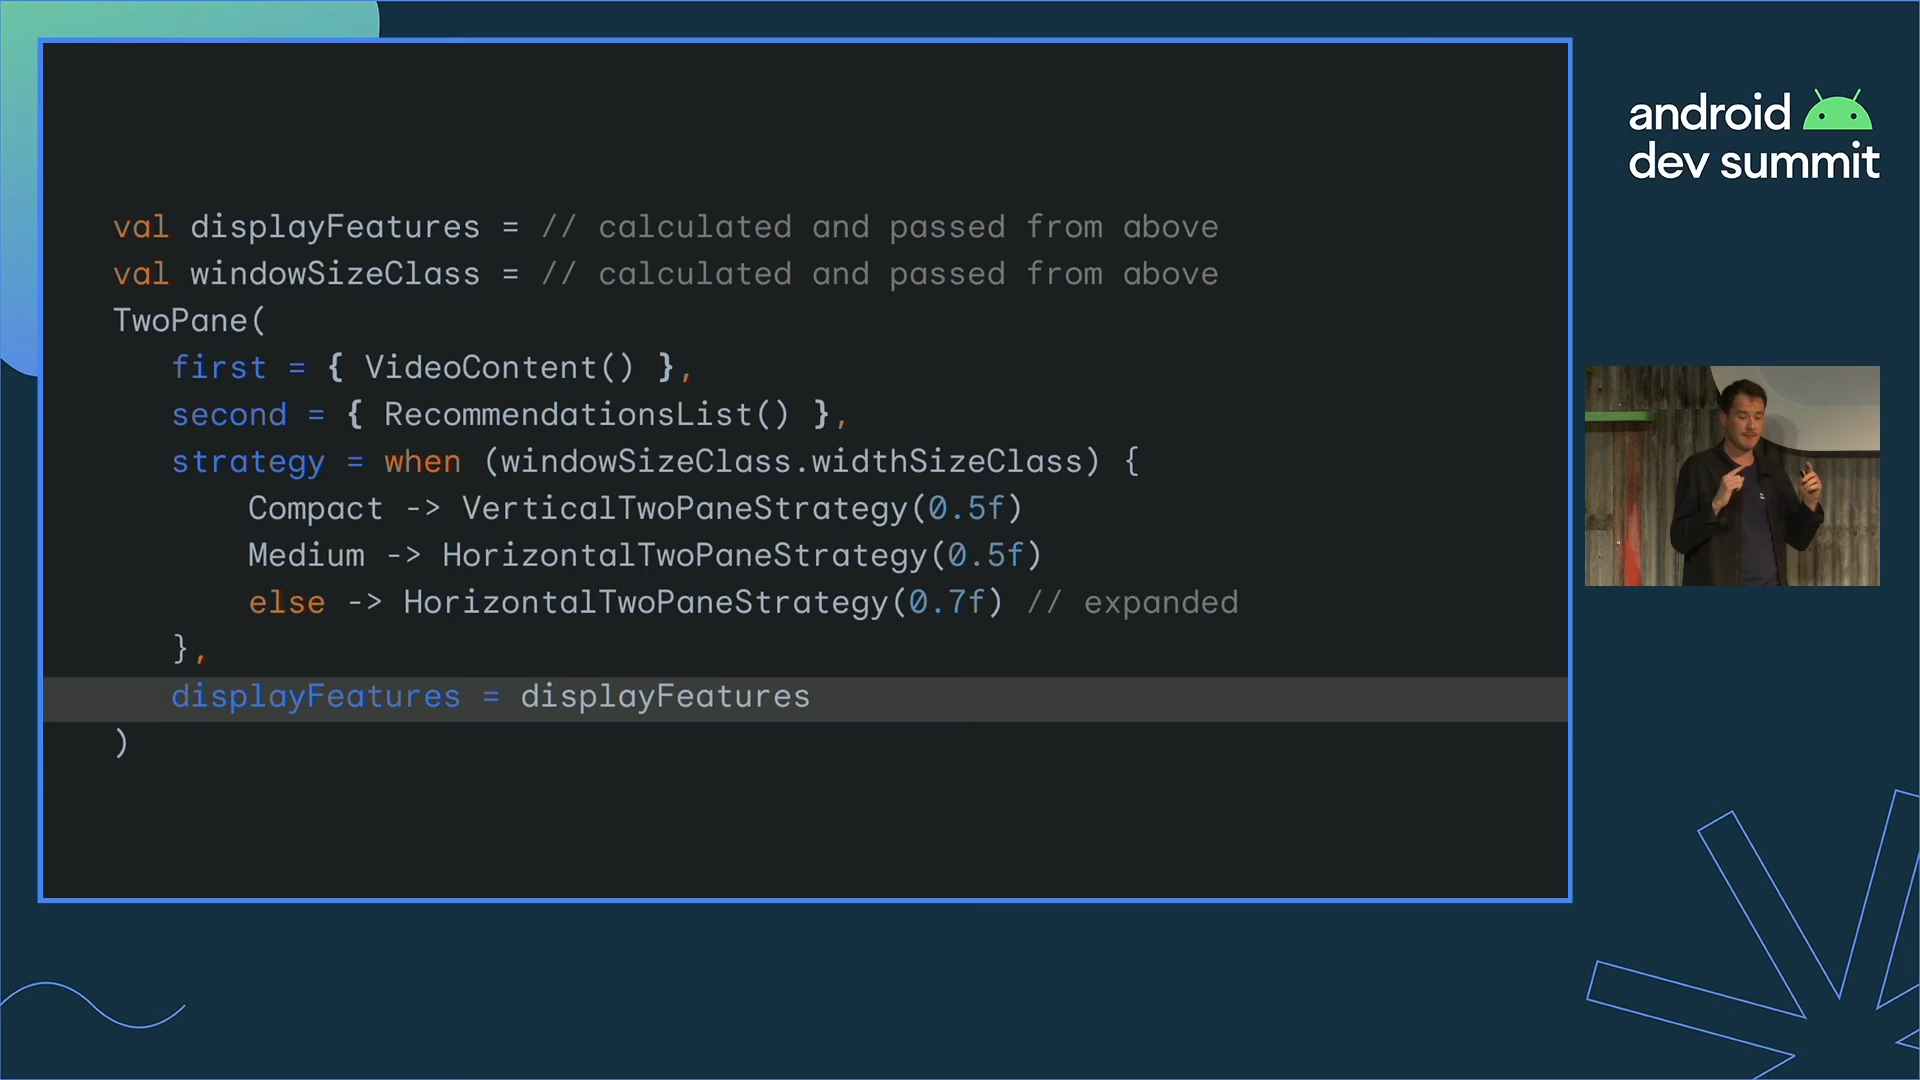 val displayFeatures = // calculated and passed from above
val windowSizeClass = // calculated and passed from above
TwoPane(
first = { VideoContent() },
second = { RecommendationsList() },
strategy = when (windowSizeClass.widthSizeClass) {
Compact -> VerticalTwoPaneStrategy(0.5f)
Medium -> HorizontalTwoPaneStrategy(0.5f)
else -> HorizontalTwoPaneStrategy(0.7f) // expanded
},
displayFeatures = displayFeatures
)
android
dev summit